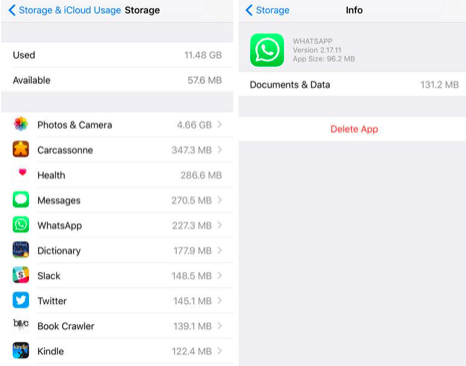 Storage & iCloud Usage Storage
Used 11.48 GB
Available 57.6 MB
Photos & Camera 4.66 GB
Carcassonne 347.3 MB
Health 286.6 MB
Messages 270.5 MB
WhatsApp 227.3 MB
Dictionary 177.9 MB
Slack 148.5 MB
Twitter 145.1 MB
Book Crawler 139.1 MB
Kindle 122.4 MB
Storage Info
WHATSAPP
Version 2.17.11
App Size: 96.2 MB
Documents & Data 131.2 MB
Delete App